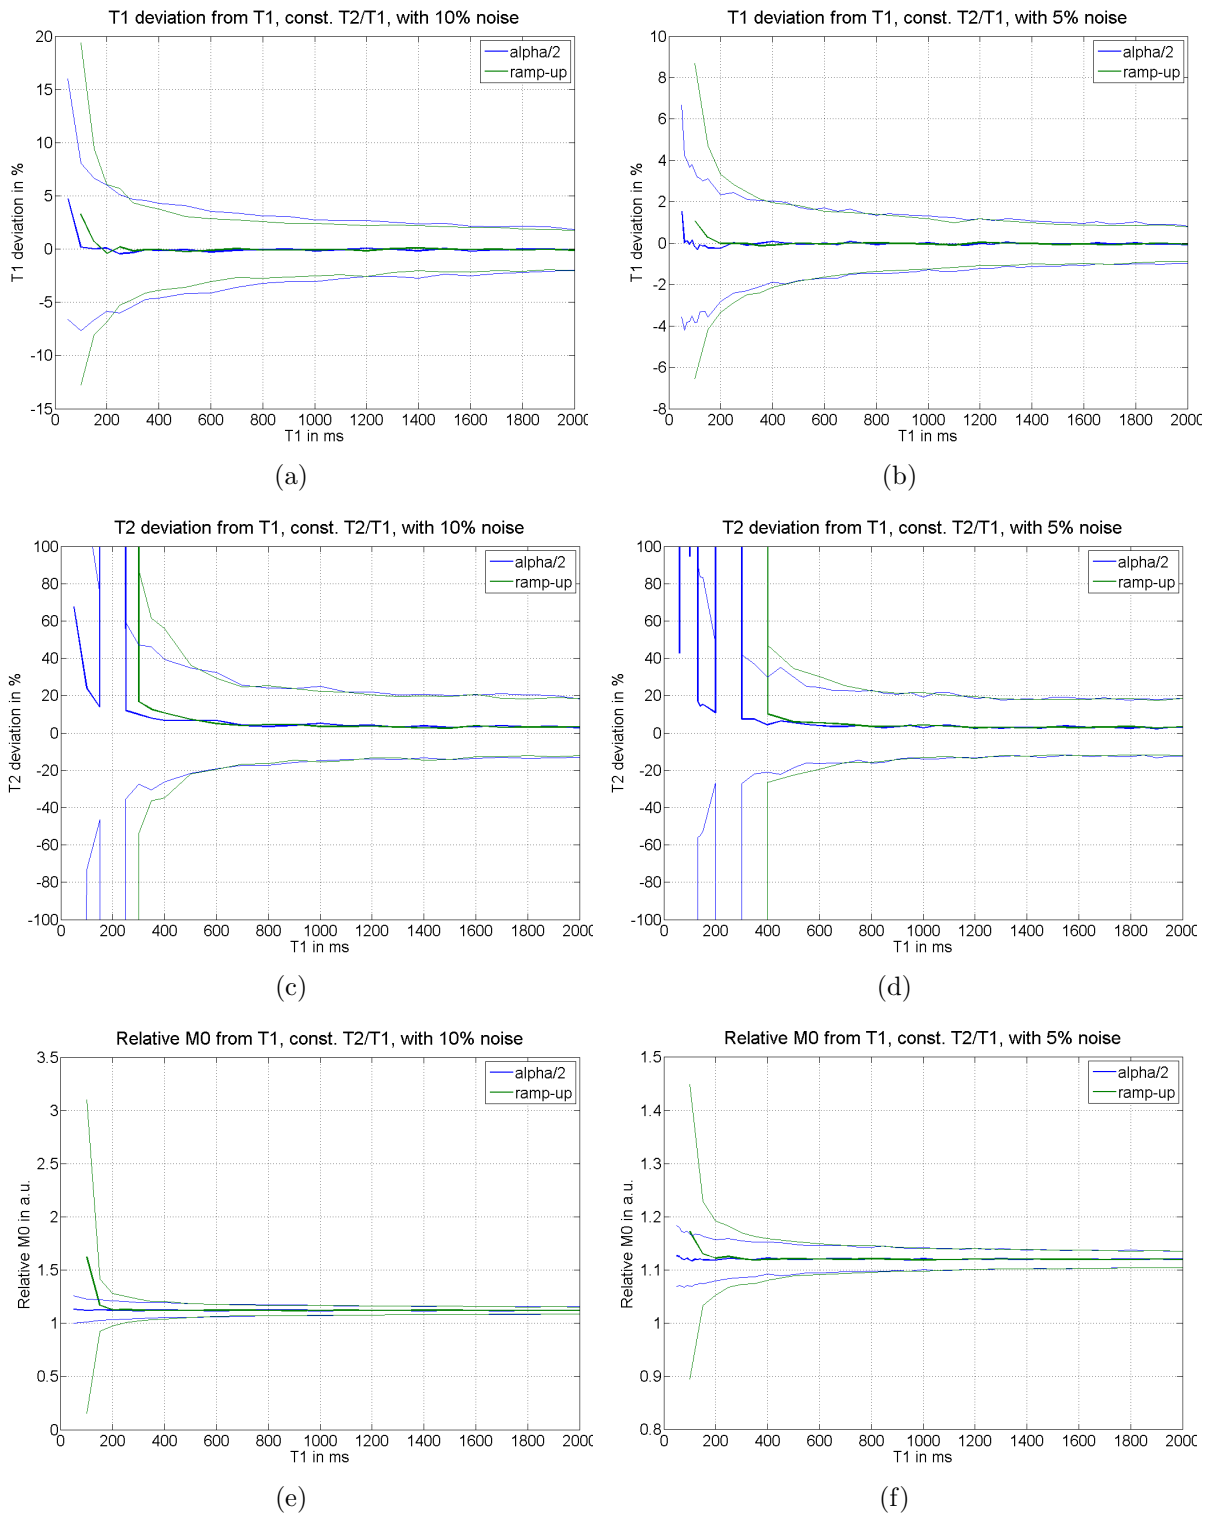 T1 deviation from T1, const. T2/T1, with 10% noise
T1 deviation in %
20
15
10
5
0
-5
-10
-15
alpha/2
ramp-up
0 200 400 600 800 1000 1200 1400 1600 1800 2000
T1 in ms
(a)
T1 deviation from T1, const. T2/T1, with 5% noise
T1 deviation in %
10
8
6
4
2
0
-2
-4
-6
-8
alpha/2
ramp-up
0 200 400 600 800 1000 1200 1400 1600 1800 2000
T1 in ms
(b)
T2 deviation from T1, const. T2/T1, with 10% noise
T2 deviation in %
100
80
60
40
20
0
-20
-40
-60
-80
-100
alpha/2
ramp-up
0 200 400 600 800 1000 1200 1400 1600 1800 2000
T1 in ms
(c)
T2 deviation from T1, const. T2/T1, with 5% noise
T2 deviation in %
100
80
60
40
20
0
-20
-40
-60
-80
-100
alpha/2
ramp-up
0 200 400 600 800 1000 1200 1400 1600 1800 2000
T1 in ms
(d)
Relative M0 from T1, const. T2/T1, with 10% noise
Relative M0 in a.u.
3.5
3
2.5
2
1.5
1
0.5
0
alpha/2
ramp-up
0 200 400 600 800 1000 1200 1400 1600 1800 2000
T1 in ms
(e)
Relative M0 from T1, const. T2/T1, with 5% noise
Relative M0 in a.u.
1.5
1.4
1.3
1.2
1.1
1
0.9
0.8
alpha/2
ramp-up
0 200 400 600 800 1000 1200 1400 1600 1800 2000
T1 in ms
(f)